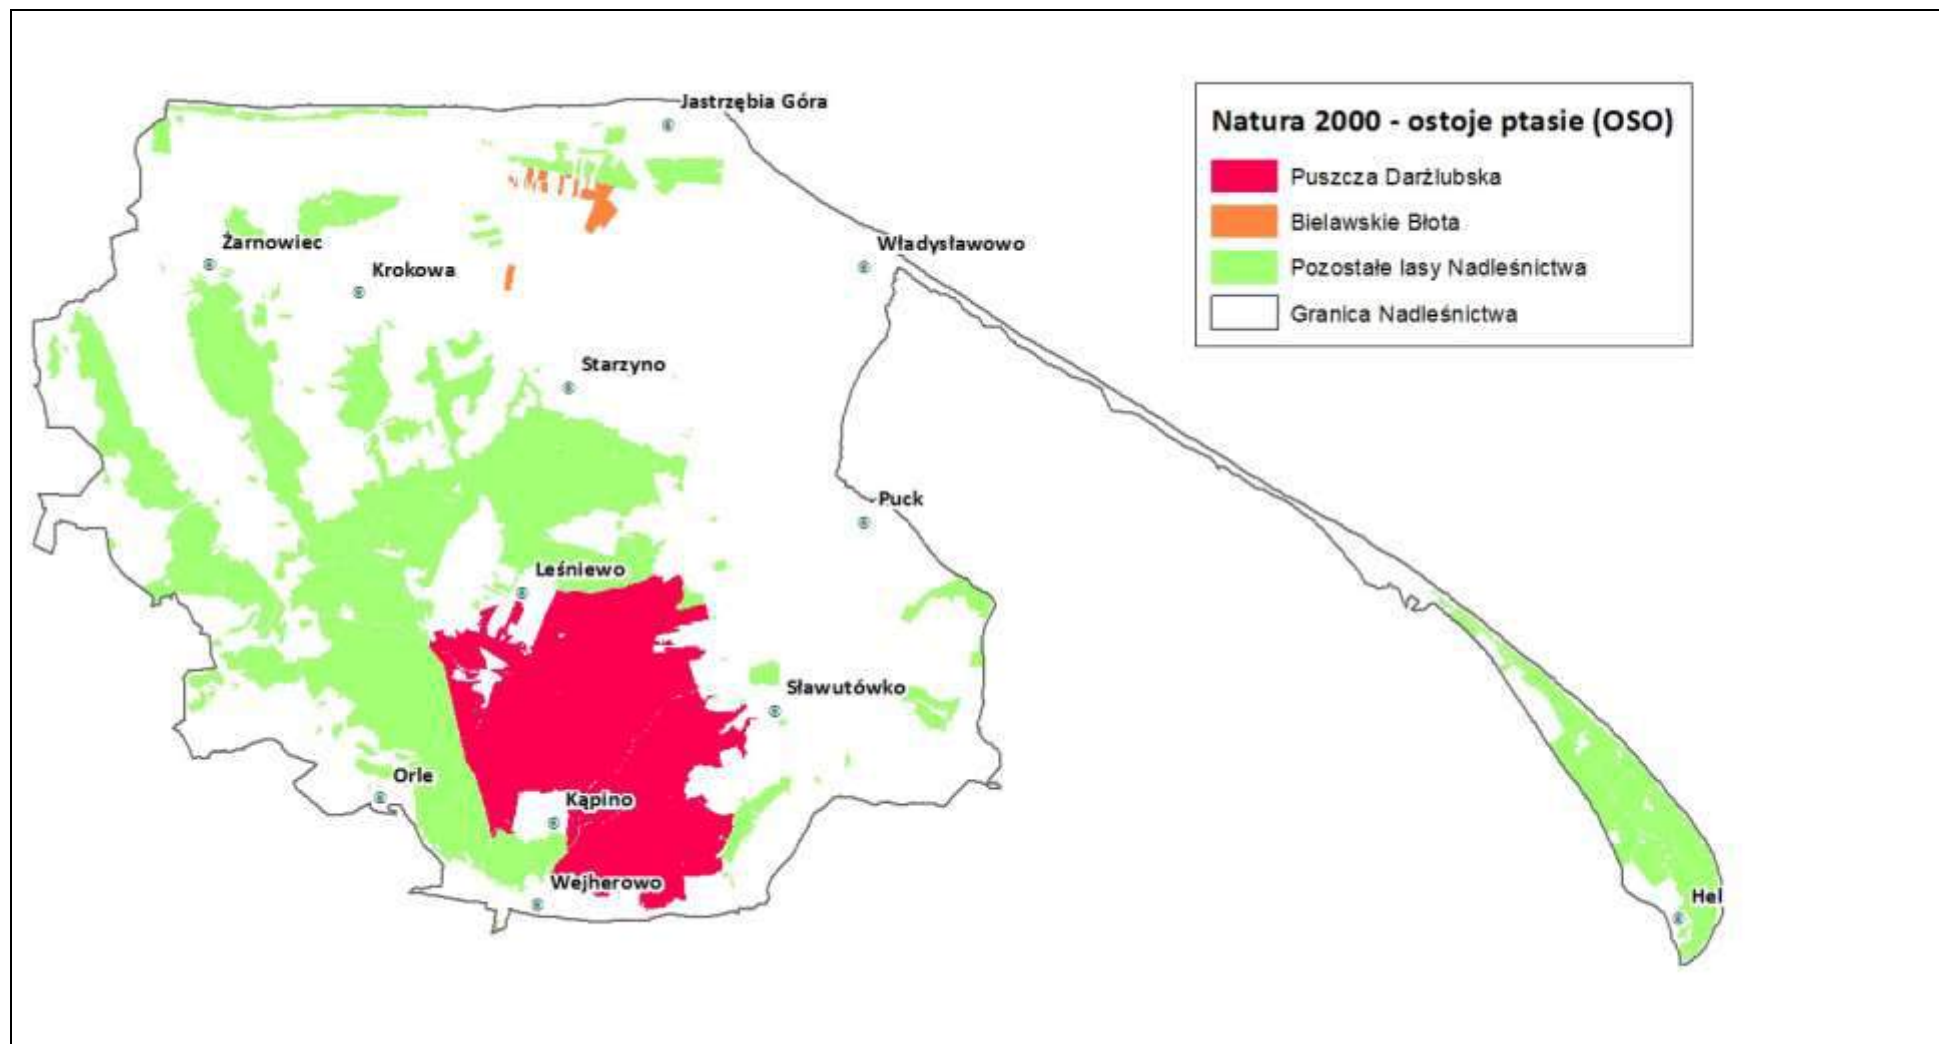 Jastrzębia Góra
Natura 2000 - ostoje ptasie (OSO)
Puszcza Darżlubska
Bielawskie Błota
Pozostałe lasy Nadleśnictwa
Granica Nadleśnictwa
Żarnowiec
Władysławowo
Krokowa
Starzyno
Puck
Leśniewo
Sławutówko
Orle
Kąpino
Wejherowo
Hel